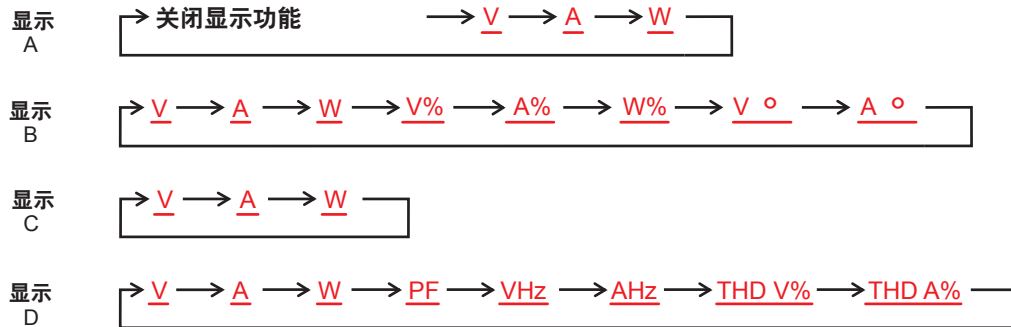 显示 关闭显示功能 V A W
A
显示 V A W V% A% W% V ° A °
B
显示 V A W
C
显示 V A W PF VHz AHz THD V% THD A%
D